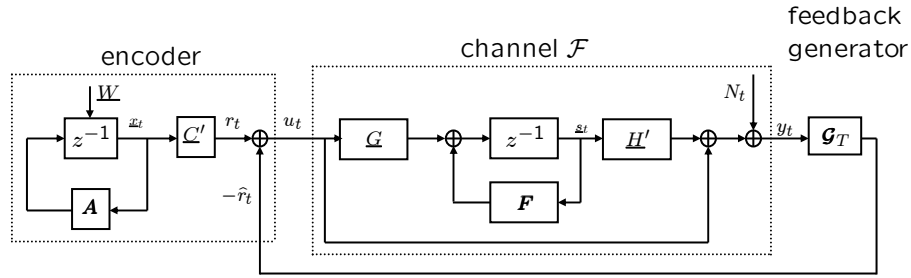 feedback
generator
encoder
channel 𝓕
W
x_t
z⁻¹
C′
r_t
u_t
G
z⁻¹
s_t
H′
N_t
y_t
𝓖_T
A
−r̂_t
F